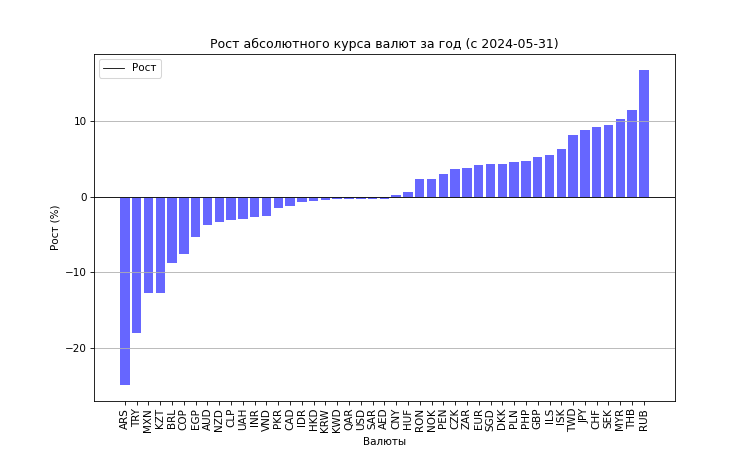 Рост абсолютного курса валют за год (с 2024-05-31)
Рост
10
0
−10
−20
Рост (%)
ARS TRY MXN KZT BRL COP EGP AUD NZD CLP UAH INR VND PKR CAD IDR HKD KRW KWD QAR USD SAR AED CNY HUF RON NOK PEN CZK ZAR EUR SGD DKK PLN PHP GBP ILS ISK TWD JPY CHF SEK MYR THB RUB
Валюты